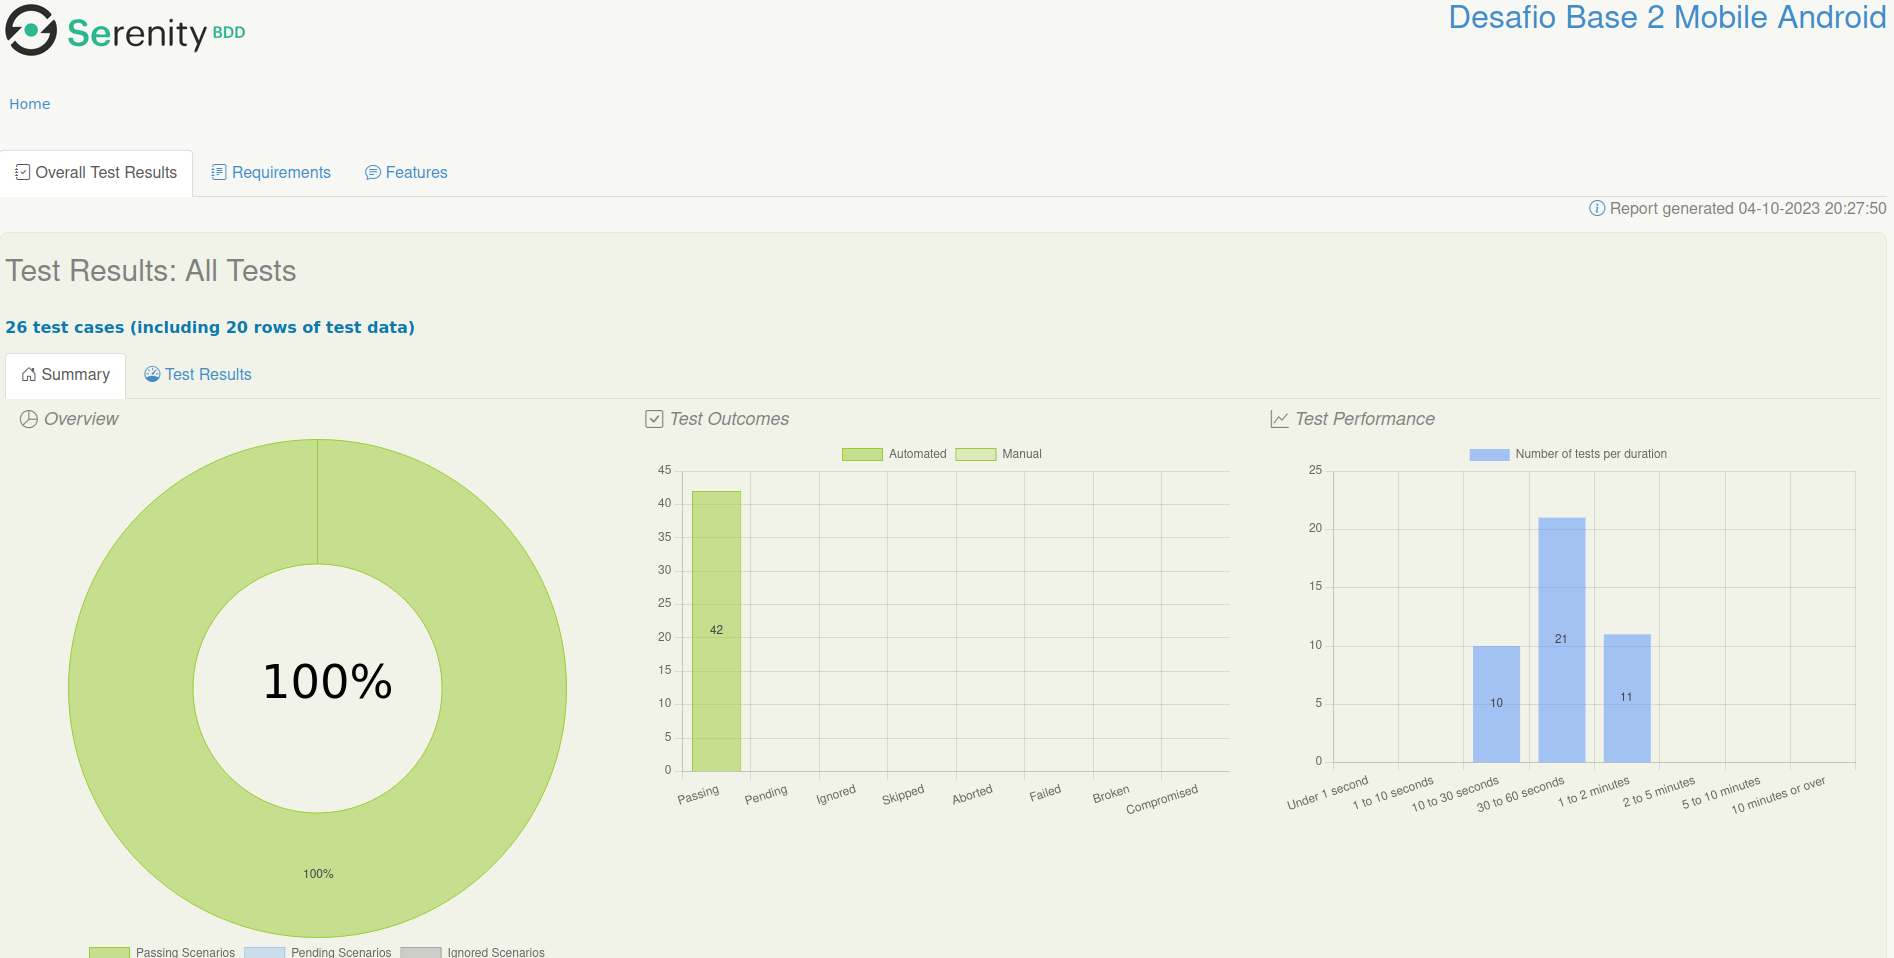 Serenity BDD
Desafio Base 2 Mobile Android
Home
Overall Test Results
Requirements
Features
Report generated 04-10-2023 20:27:50
Test Results: All Tests
26 test cases (including 20 rows of test data)
Summary
Test Results
Overview
100%
100%
Passing Scenarios
Pending Scenarios
Ignored Scenarios
Test Outcomes
Automated
Manual
45
40
35
30
25
20
15
10
5
0
42
Passing
Pending
Ignored
Skipped
Aborted
Failed
Broken
Compromised
Test Performance
Number of tests per duration
25
20
15
10
5
0
10
21
11
Under 1 second
1 to 10 seconds
10 to 30 seconds
30 to 60 seconds
1 to 2 minutes
2 to 5 minutes
5 to 10 minutes
10 minutes or over